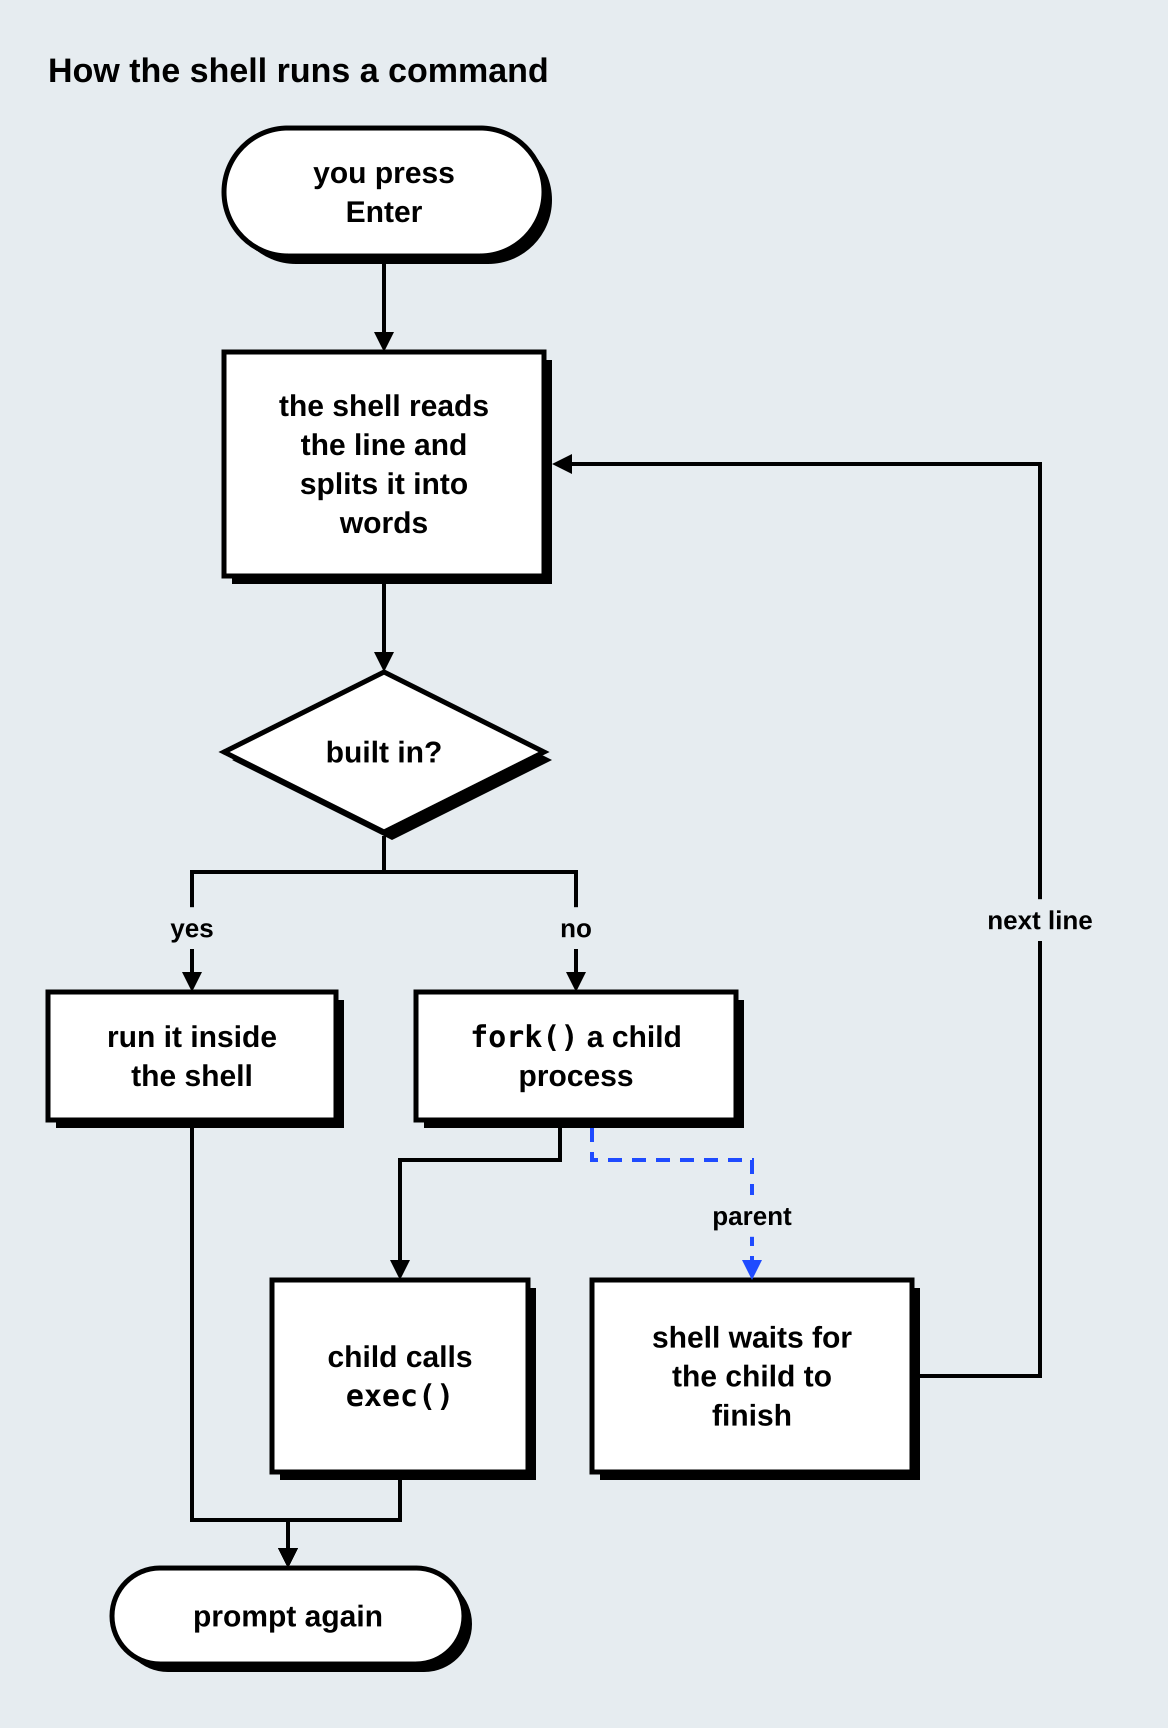 How the shell runs a command
you press
Enter
the shell reads
the line and
splits it into
words
built in?
yes
no
next line
run it inside
the shell
fork() a child
process
parent
child calls
exec()
shell waits for
the child to
finish
prompt again